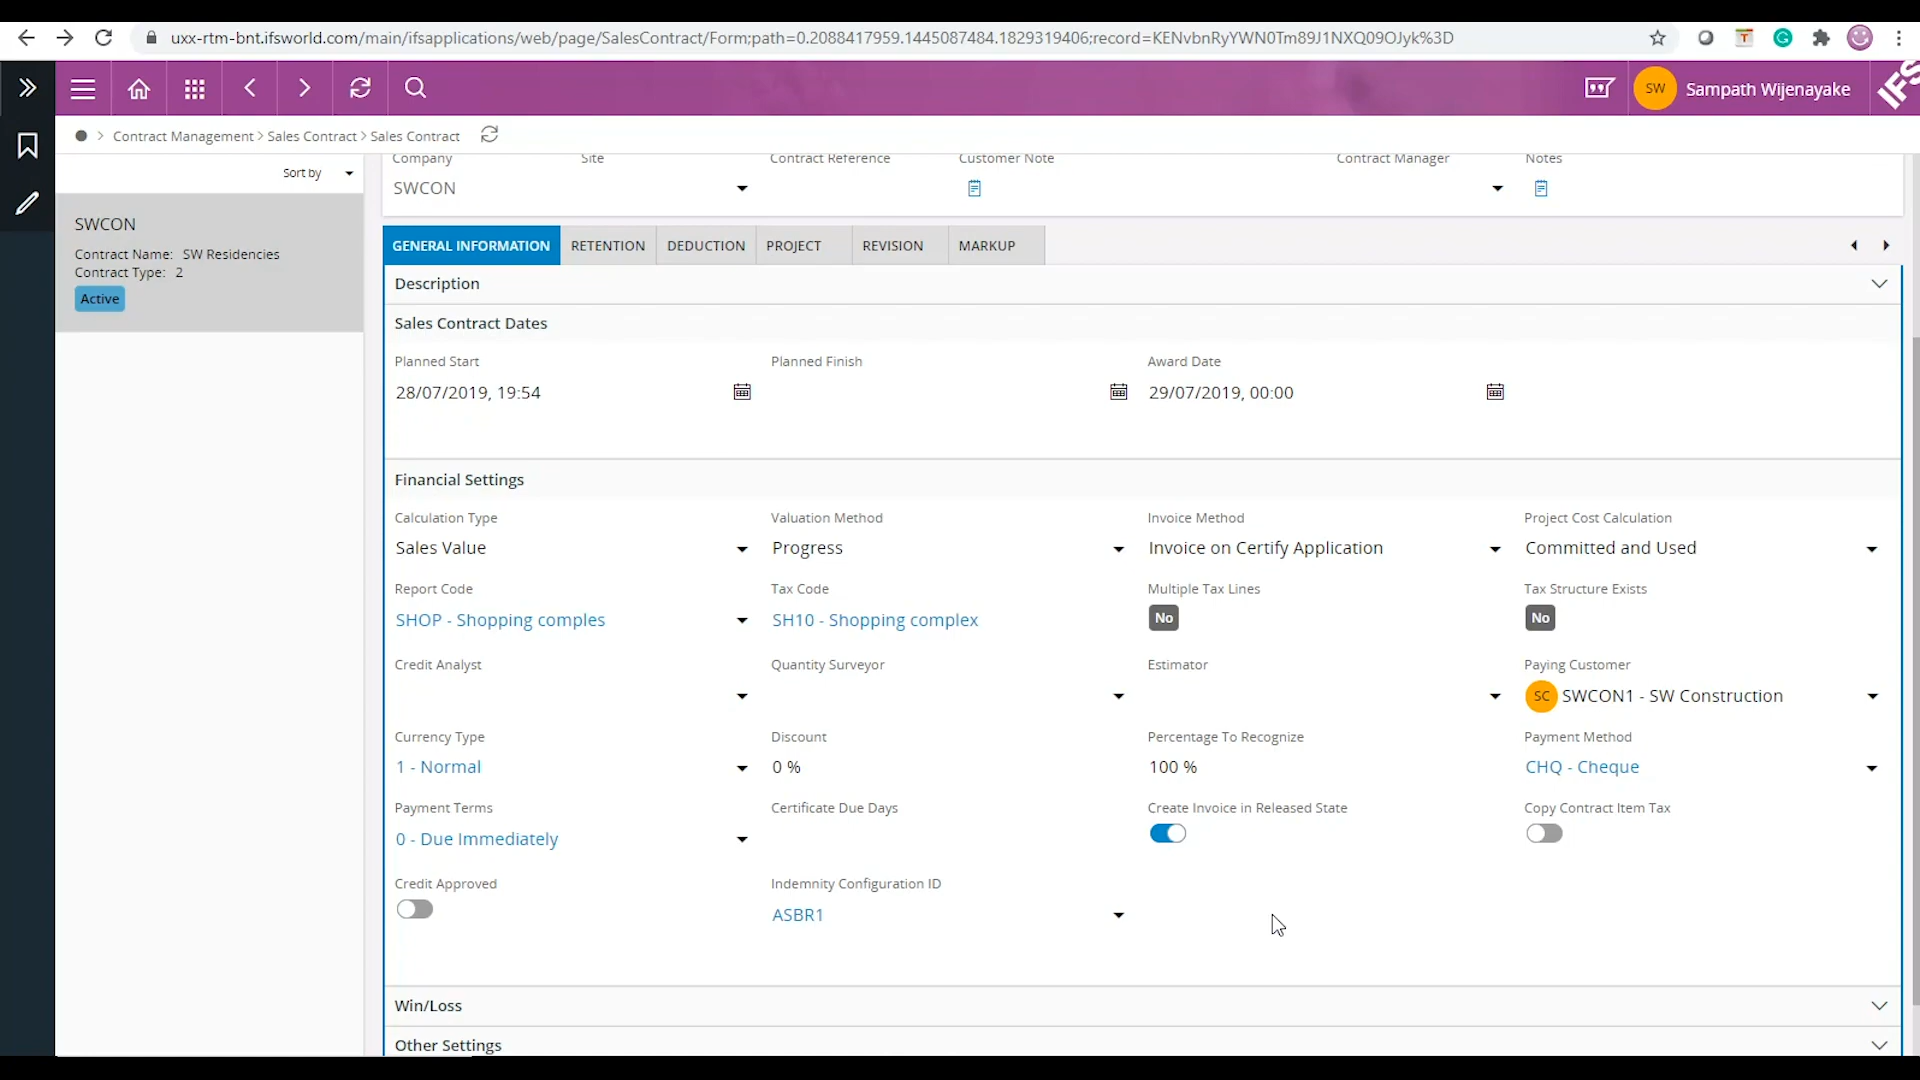 uxx-rtm-bnt.ifsworld.com/main/ifsapplications/web/page/SalesContract/Form;path=0.2088417959.1445087484.1829319406;record=KENvbnRyYWN0Tm89J1NXQ09OJyk%3D
SW Sampath Wijenayake IFS
Contract Management > Sales Contract > Sales Contract
Sort by
SWCON
Contract Name: SW Residencies
Contract Type: 2
Active
Company Site Contract Reference Customer Note Contract Manager Notes
SWCON
GENERAL INFORMATION RETENTION DEDUCTION PROJECT REVISION MARKUP
Description
Sales Contract Dates
Planned Start Planned Finish Award Date
28/07/2019, 19:54 29/07/2019, 00:00
Financial Settings
Calculation Type Valuation Method Invoice Method Project Cost Calculation
Sales Value Progress Invoice on Certify Application Committed and Used
Report Code Tax Code Multiple Tax Lines Tax Structure Exists
SHOP - Shopping comples SH10 - Shopping complex No No
Credit Analyst Quantity Surveyor Estimator Paying Customer
SC SWCON1 - SW Construction
Currency Type Discount Percentage To Recognize Payment Method
1 - Normal 0 % 100 % CHQ - Cheque
Payment Terms Certificate Due Days Create Invoice in Released State Copy Contract Item Tax
0 - Due Immediately
Credit Approved Indemnity Configuration ID
ASBR1
Win/Loss
Other Settings